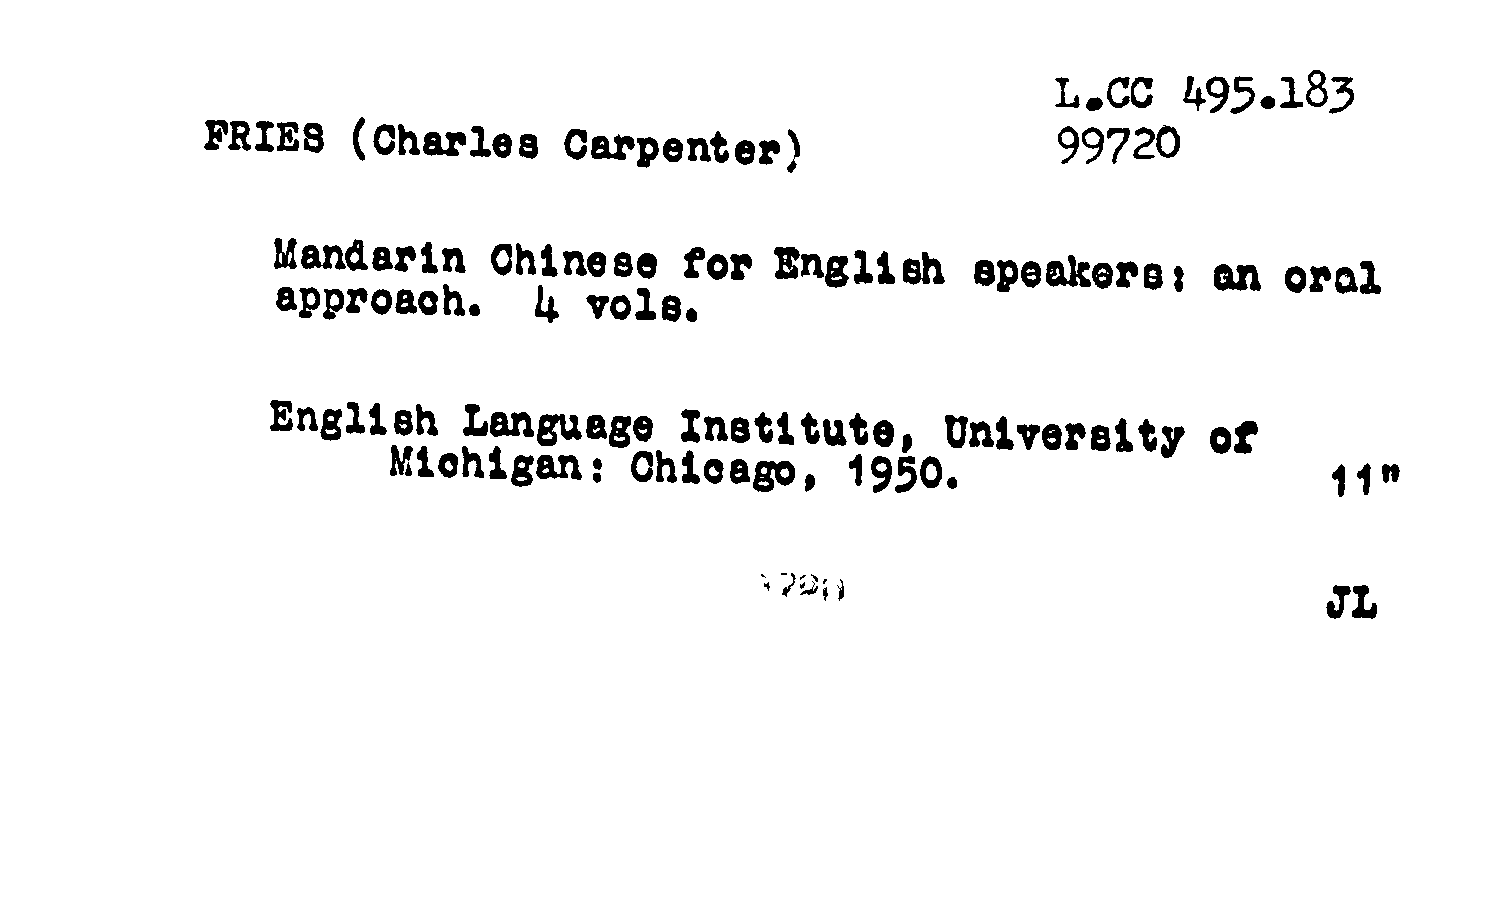 L.CC 495.183
FRIES (Charles Carpenter)
99720
Mandarin Chinese for English speakers: an oral
approach. 4 vols.
English Language Institute, University of
Michigan: Chicago, 1950.
11"
JL